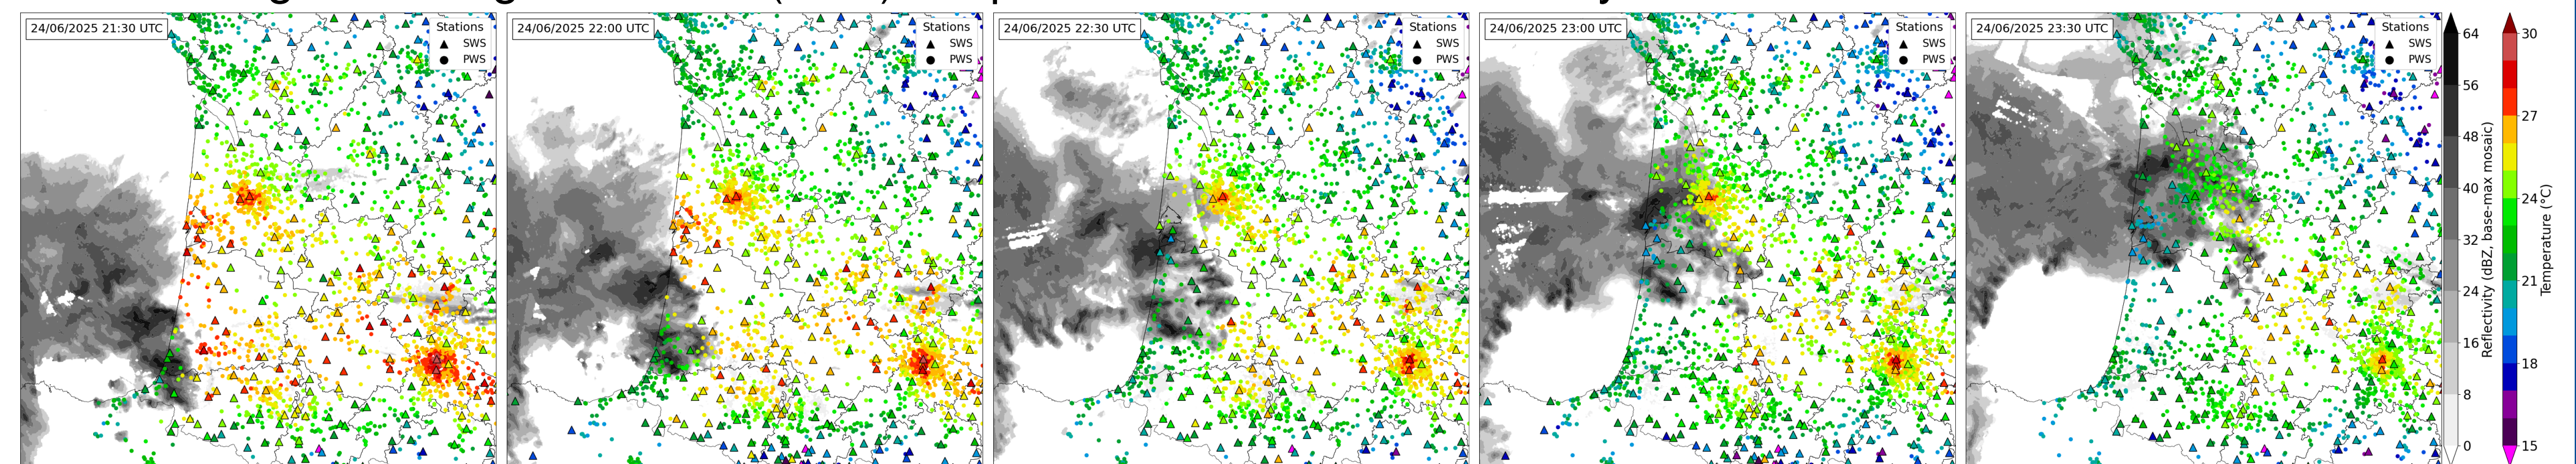 24/06/2025 21:30 UTC
Stations
SWS
PWS
24/06/2025 22:00 UTC
Stations
SWS
PWS
24/06/2025 22:30 UTC
Stations
SWS
PWS
24/06/2025 23:00 UTC
Stations
SWS
PWS
24/06/2025 23:30 UTC
Stations
SWS
PWS
64
56
48
40
32
24
16
8
0
Reflectivity (dBZ, base-max mosaic)
30
27
24
21
18
15
Temperature (°C)